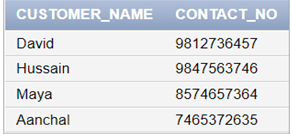 CUSTOMER_NAME CONTACT_NO
David 9812736457
Hussain 9847563746
Maya 8574657364
Aanchal 7465372635